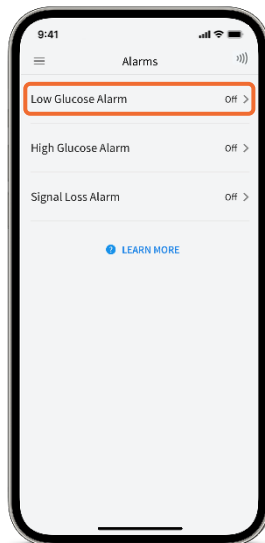 9:41
Alarms
Low Glucose Alarm Off
High Glucose Alarm Off
Signal Loss Alarm Off
? LEARN MORE